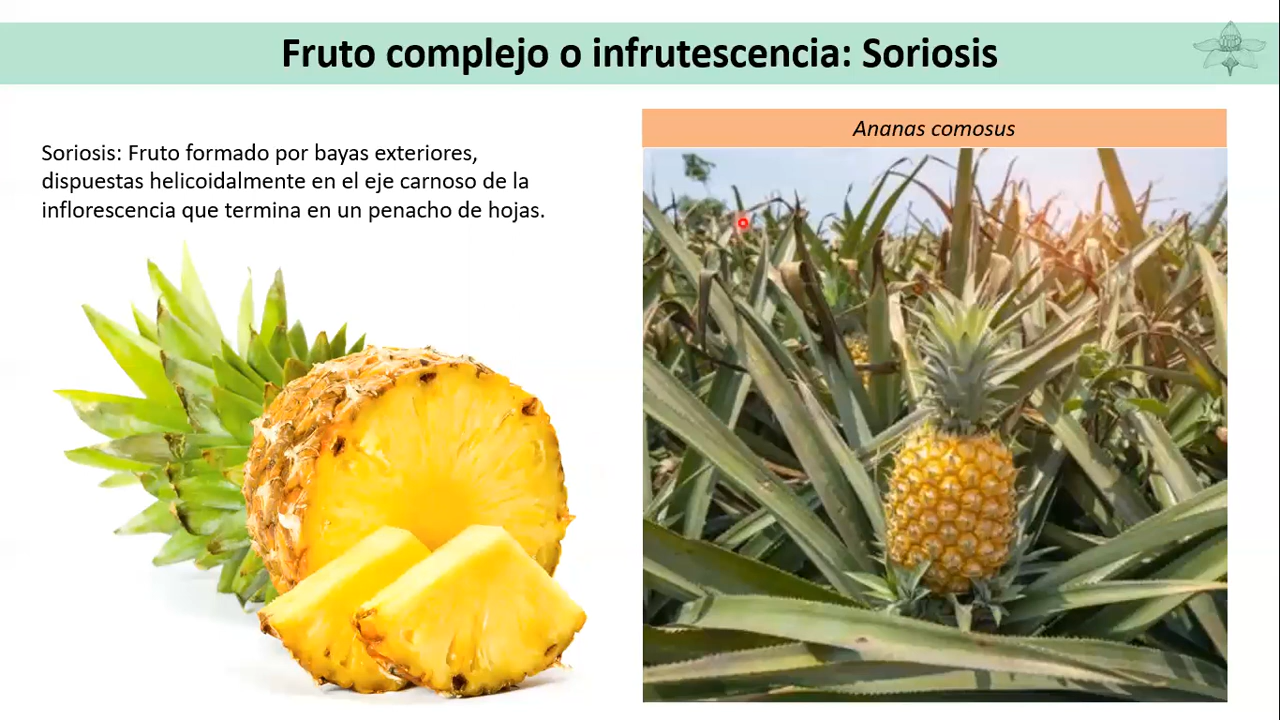 Fruto complejo o infrutescencia: Soriosis
Soriosis: Fruto formado por bayas exteriores,
dispuestas helicoidalmente en el eje carnoso de la
inflorescencia que termina en un penacho de hojas.
Ananas comosus